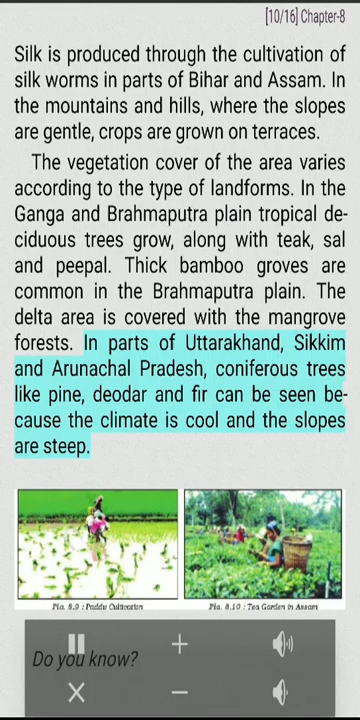 [10/16] Chapter-8
Silk is produced through the cultivation of
silk worms in parts of Bihar and Assam. In
the mountains and hills, where the slopes
are gentle, crops are grown on terraces.
The vegetation cover of the area varies
according to the type of landforms. In the
Ganga and Brahmaputra plain tropical de-
ciduous trees grow, along with teak, sal
and peepal. Thick bamboo groves are
common in the Brahmaputra plain. The
delta area is covered with the mangrove
forests. In parts of Uttarakhand, Sikkim
and Arunachal Pradesh, coniferous trees
like pine, deodar and fir can be seen be-
cause the climate is cool and the slopes
are steep.
Fig. 8.9 : Paddy Cultivation
Fig. 8.10 : Tea Garden in Assam
Do you know?